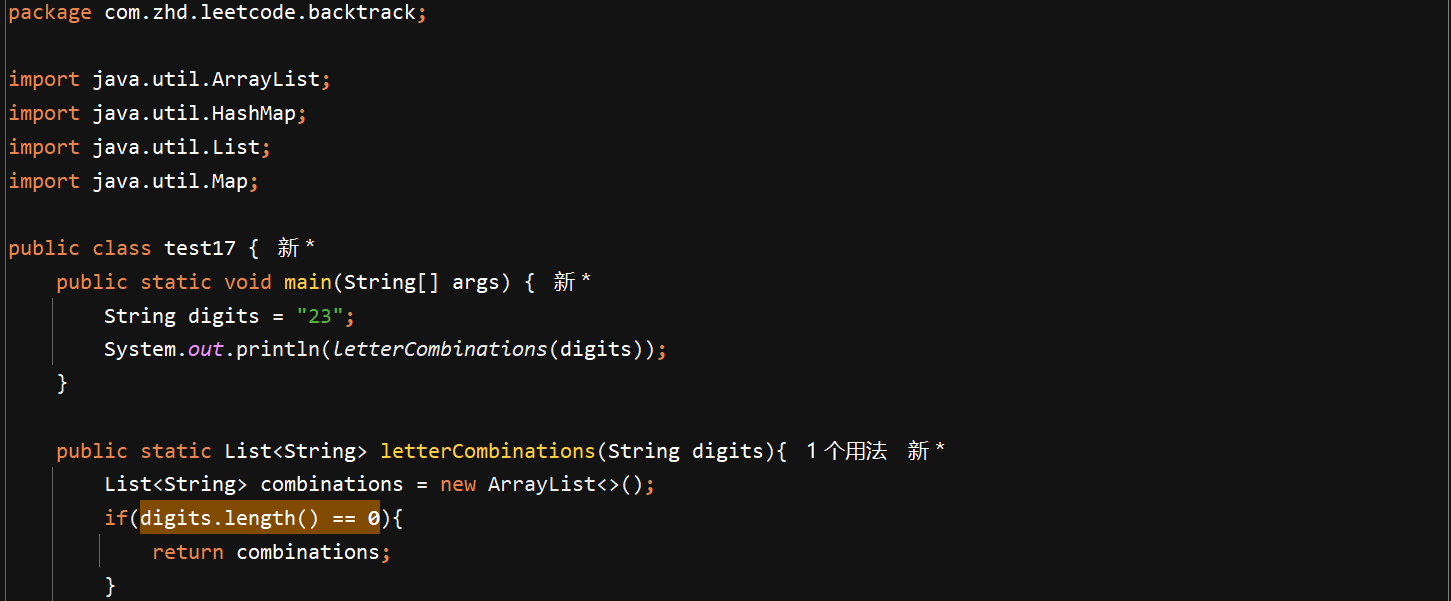 package com.zhd.leetcode.backtrack;
import java.util.ArrayList;
import java.util.HashMap;
import java.util.List;
import java.util.Map;
public class test17 { 新 *
public static void main(String[] args) { 新 *
String digits = "23";
System.out.println(letterCombinations(digits));
}
public static List<String> letterCombinations(String digits){ 1 个用法 新 *
List<String> combinations = new ArrayList<>();
if(digits.length() == 0){
return combinations;
}